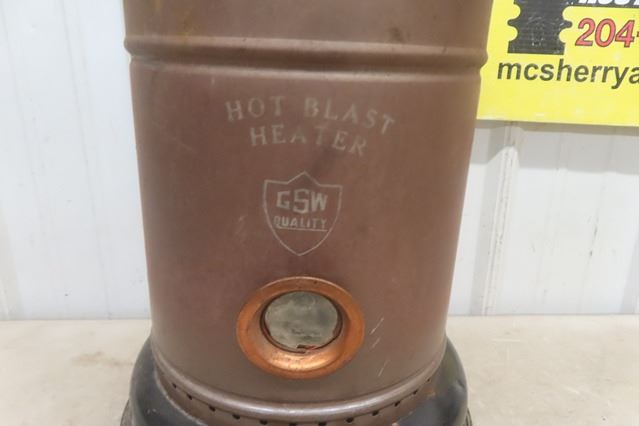 204-
mcsherrya
HOT BLAST
HEATER
GSW
QUALITY